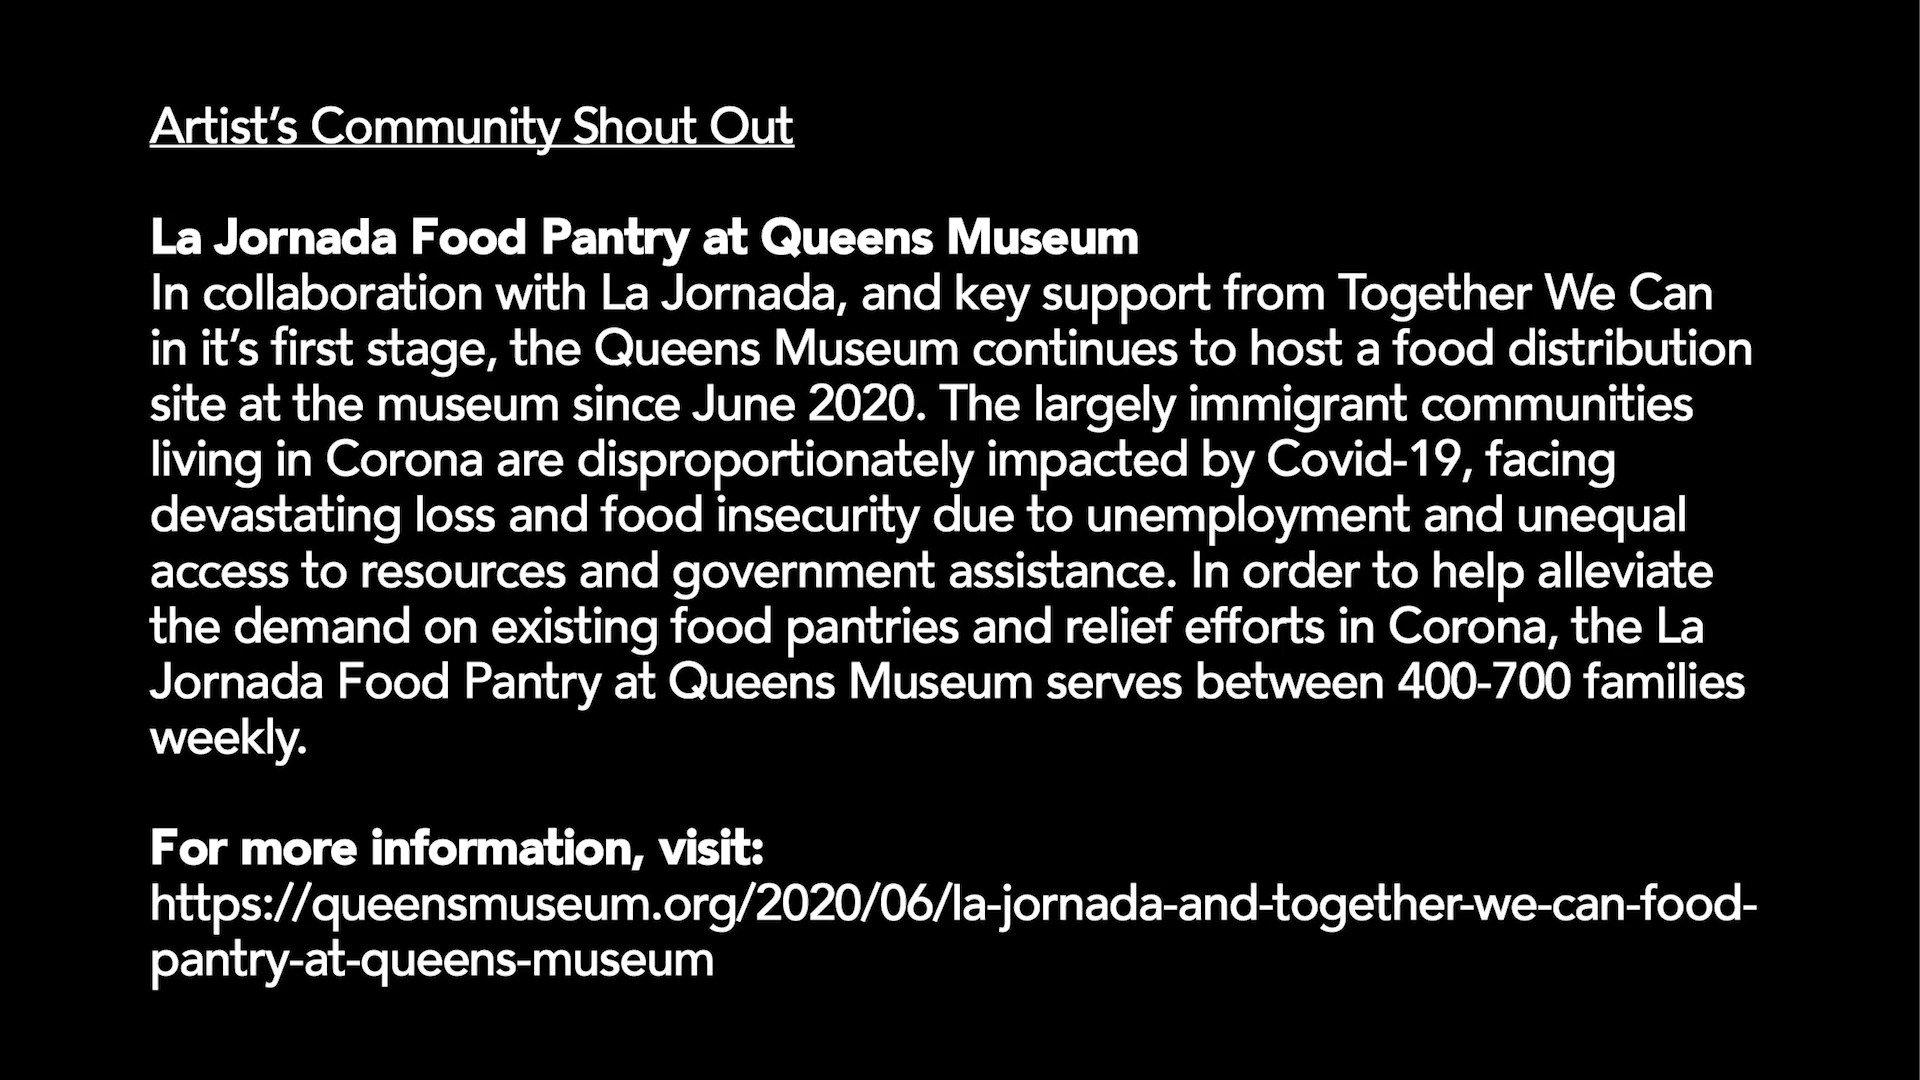 Artist’s Community Shout Out
La Jornada Food Pantry at Queens Museum
In collaboration with La Jornada, and key support from Together We Can
in it’s first stage, the Queens Museum continues to host a food distribution
site at the museum since June 2020. The largely immigrant communities
living in Corona are disproportionately impacted by Covid-19, facing
devastating loss and food insecurity due to unemployment and unequal
access to resources and government assistance. In order to help alleviate
the demand on existing food pantries and relief efforts in Corona, the La
Jornada Food Pantry at Queens Museum serves between 400-700 families
weekly.
For more information, visit:
https://queensmuseum.org/2020/06/la-jornada-and-together-we-can-food-
pantry-at-queens-museum